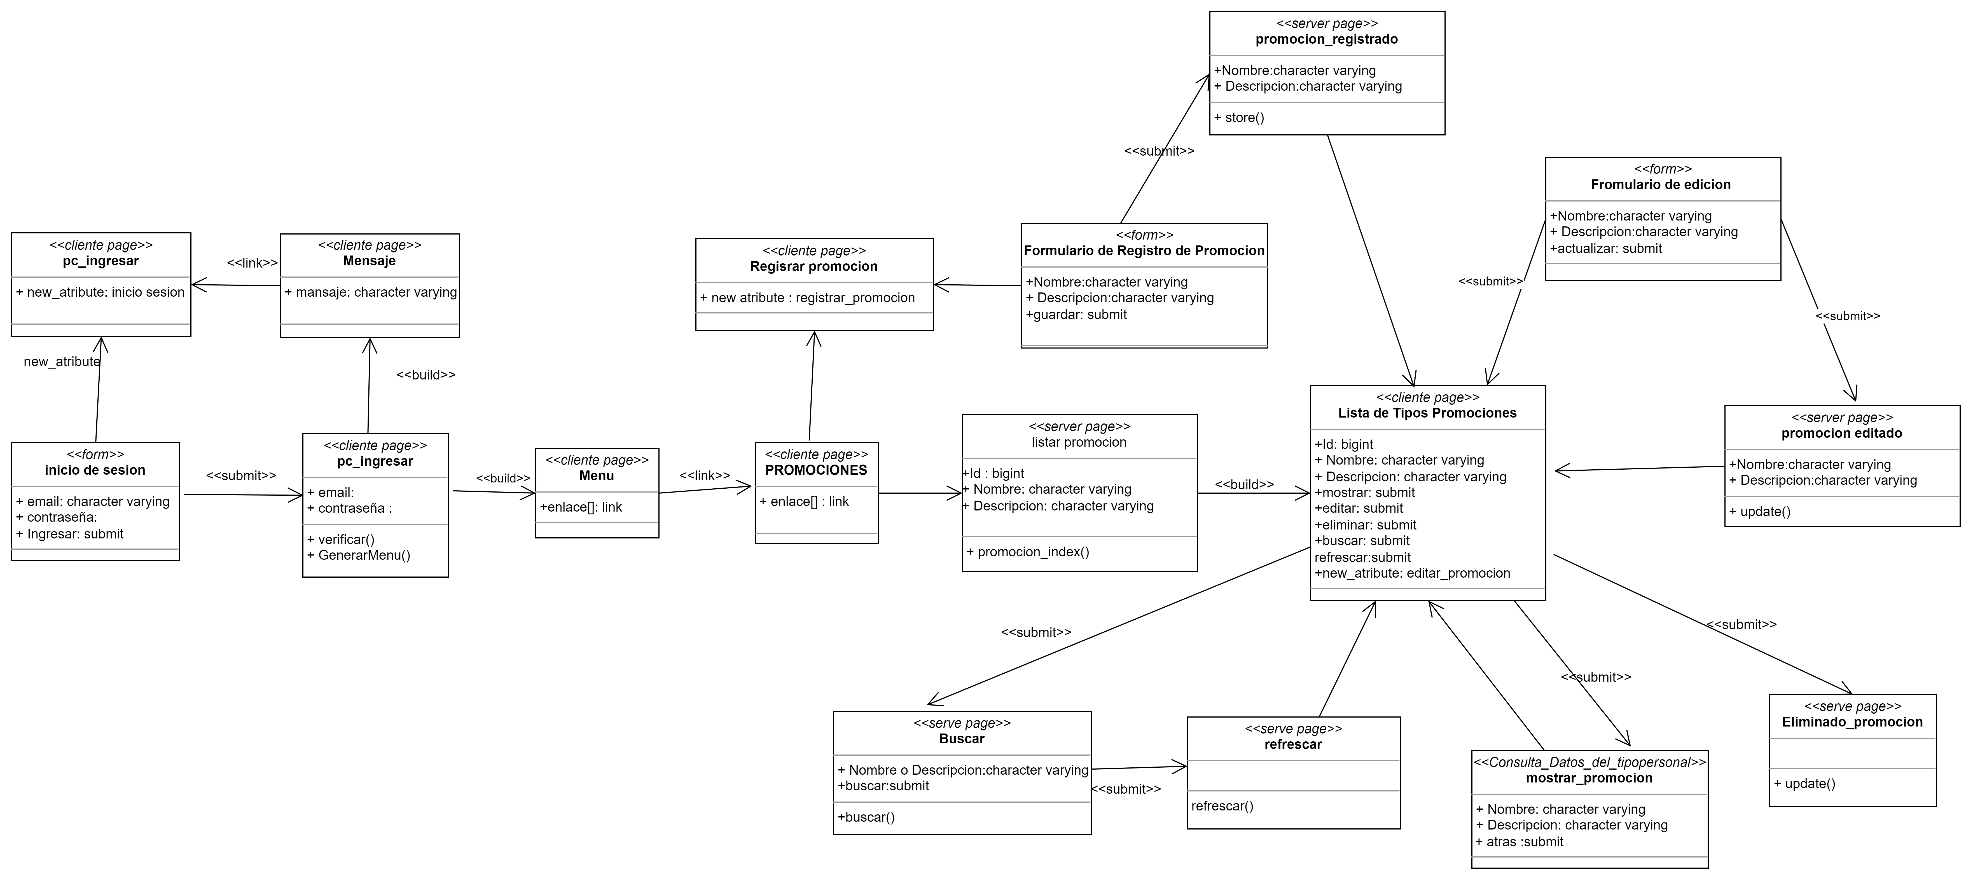 <<server page>>
promocion_registrado
+Nombre:character varying
+ Descripcion:character varying
+ store()
<<submit>>
<<form>>
Fromulario de edicion
+Nombre:character varying
+ Descripcion:character varying
+actualizar: submit
<<submit>>
<<submit>>
<<cliente page>>
pc_ingresar
+ new_atribute: inicio sesion
<<link>>
<<cliente page>>
Mensaje
+ mansaje: character varying
new_atribute
<<build>>
<<cliente page>>
Regisrar promocion
+ new atribute : registrar_promocion
<<form>>
Formulario de Registro de Promocion
+Nombre:character varying
+ Descripcion:character varying
+guardar: submit
<<form>>
inicio de sesion
+ email: character varying
+ contraseña:
+ Ingresar: submit
<<submit>>
<<cliente page>>
pc_ingresar
+ email:
+ contraseña :
+ verificar()
+ GenerarMenu()
<<build>>
<<cliente page>>
Menu
+enlace[]: link
<<link>>
<<cliente page>>
PROMOCIONES
+ enlace[] : link
<<server page>>
listar promocion
+Id : bigint
+ Nombre: character varying
+ Descripcion: character varying
+ promocion_index()
<<build>>
<<cliente page>>
Lista de Tipos Promociones
+Id: bigint
+ Nombre: character varying
+ Descripcion: character varying
+mostrar: submit
+editar: submit
+eliminar: submit
+buscar: submit
refrescar:submit
+new_atribute: editar_promocion
<<server page>>
promocion editado
+Nombre:character varying
+ Descripcion:character varying
+ update()
<<submit>>
<<submit>>
<<submit>>
<<serve page>>
Buscar
+ Nombre o Descripcion:character varying
+buscar:submit
+buscar()
<<submit>>
<<serve page>>
refrescar
refrescar()
<<Consulta_Datos_del_tipopersonal>>
mostrar_promocion
+ Nombre: character varying
+ Descripcion: character varying
+ atras :submit
<<serve page>>
Eliminado_promocion
+ update()